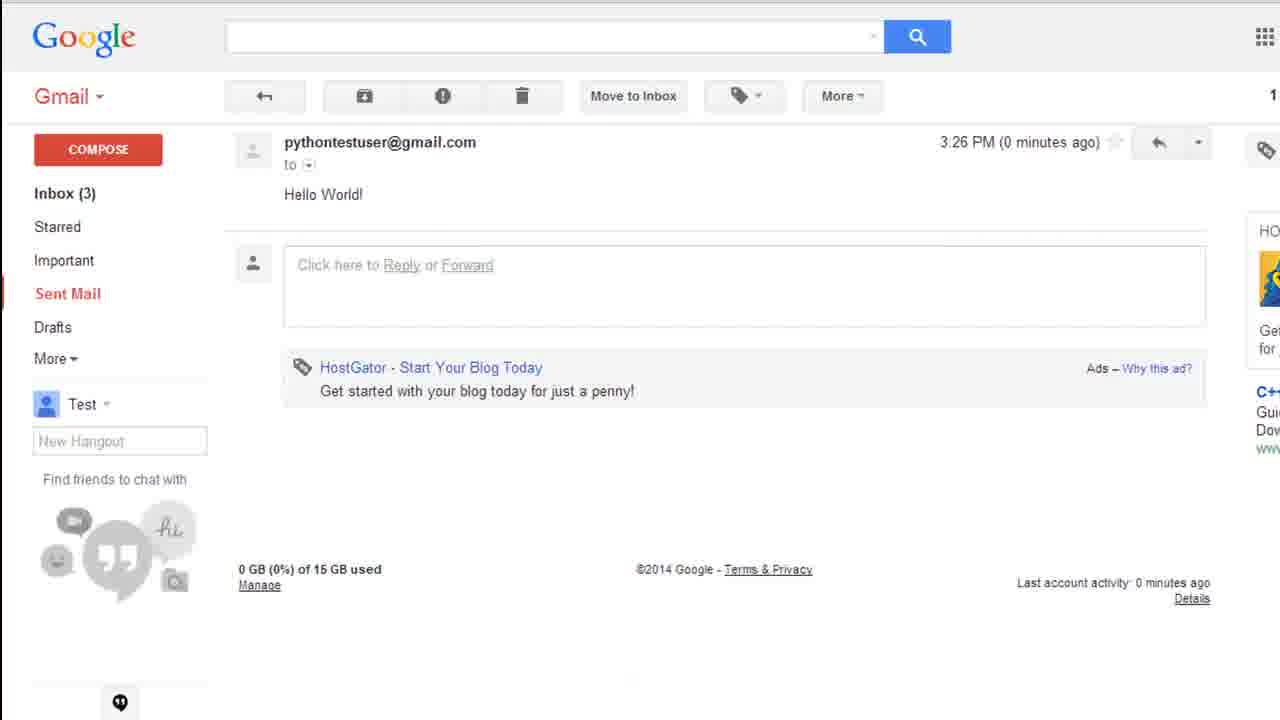 Google
Gmail
Move to Inbox
More
1
COMPOSE
Inbox (3)
Starred
Important
Sent Mail
Drafts
More
Test
New Hangout
Find friends to chat with
hi
pythontestuser@gmail.com
3:26 PM (0 minutes ago)
to
Hello World!
Click here to Reply or Forward
HostGator - Start Your Blog Today
Ads – Why this ad?
Get started with your blog today for just a penny!
HO
Get
for
C++
Gui
Dow
www
0 GB (0%) of 15 GB used
Manage
©2014 Google - Terms & Privacy
Last account activity: 0 minutes ago
Details